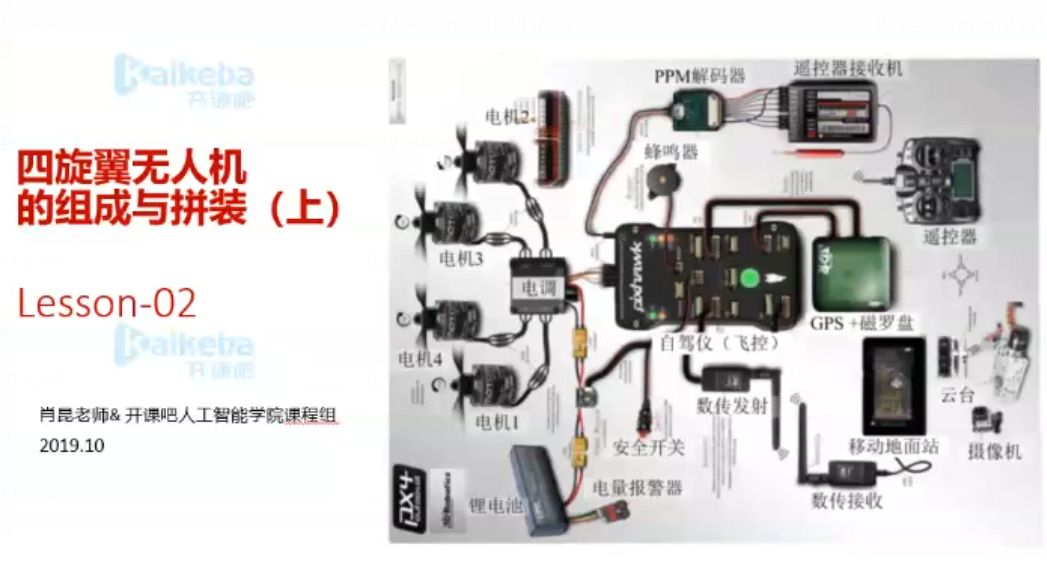 Kaikeba
开课吧
四旋翼无人机
的组成与拼装（上）
Lesson-02
Kaikeba
开课吧
肖昆老师& 开课吧人工智能学院课程组
2019.10
PPM解码器
遥控器接收机
电机2
蜂鸣器
遥控器
电机3
电调
pixhawk
GPS +磁罗盘
自驾仪（飞控）
电机4
数传发射
云台
电机1
安全开关
移动地面站
摄像机
锂电池
电量报警器
数传接收